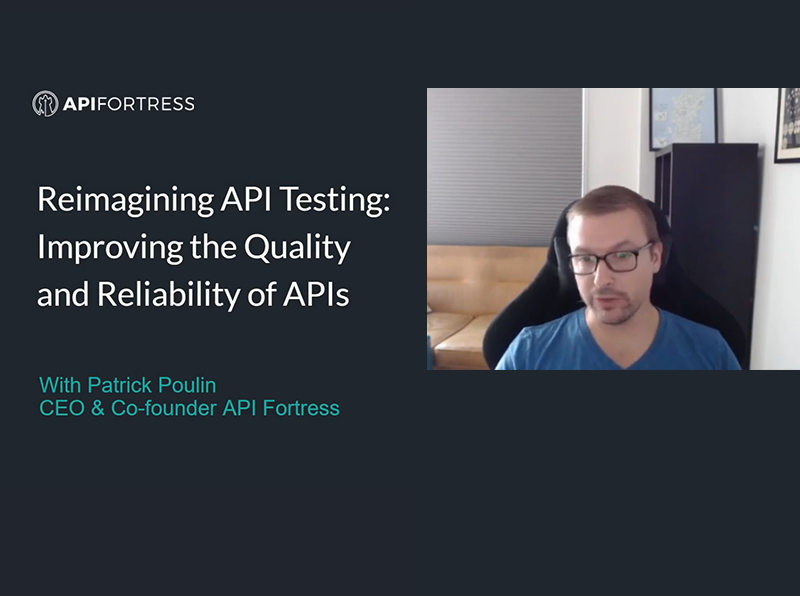 APIFORTRESS
Reimagining API Testing:
Improving the Quality
and Reliability of APIs
With Patrick Poulin
CEO & Co-founder API Fortress